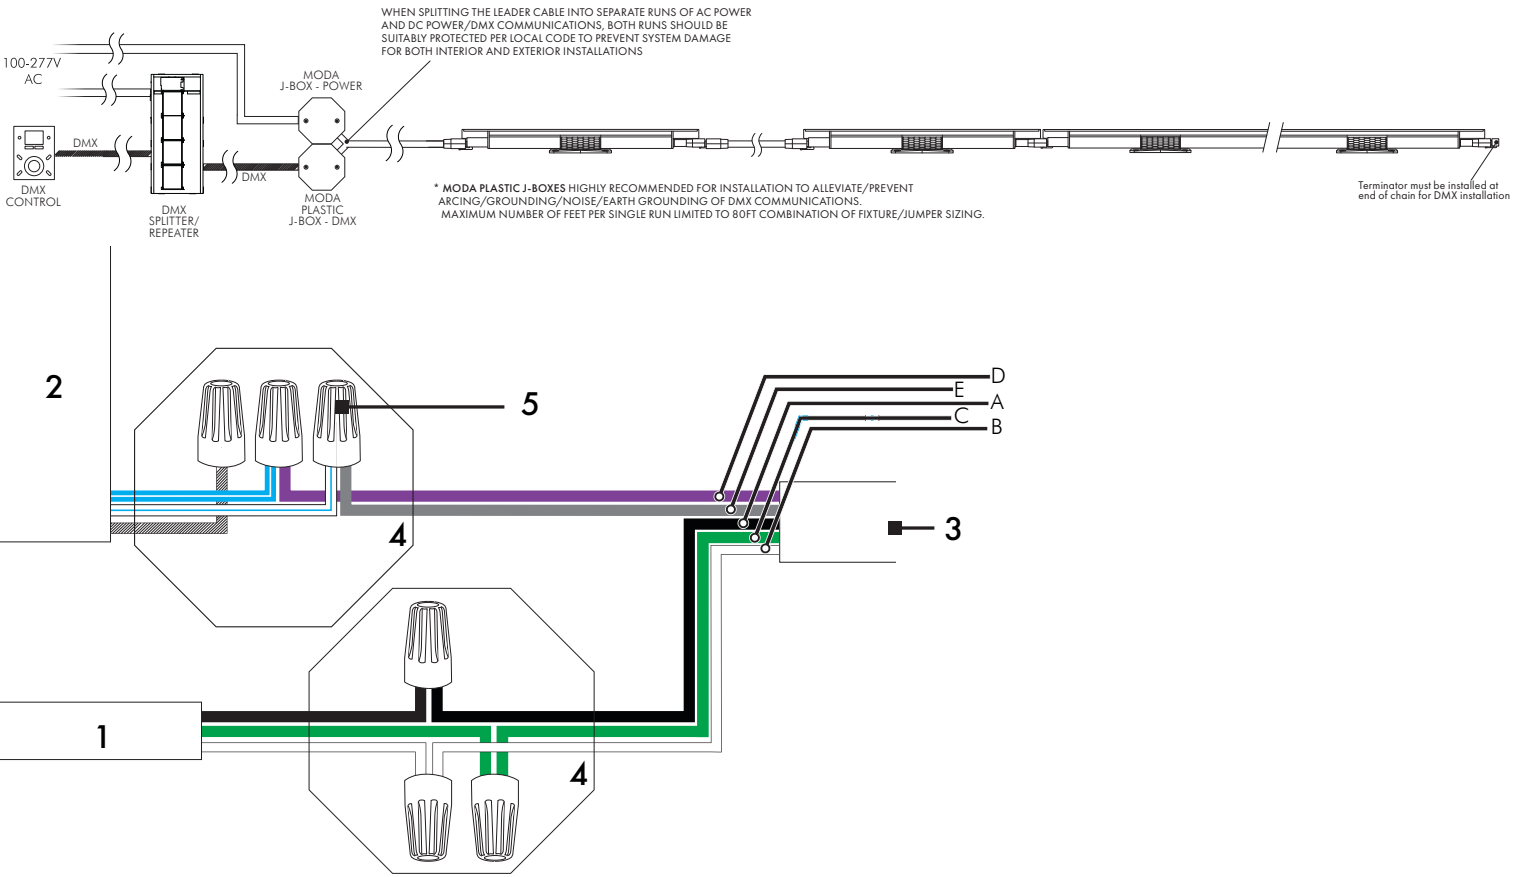 WHEN SPLITTING THE LEADER CABLE INTO SEPARATE RUNS OF AC POWER
AND DC POWER/DMX COMMUNICATIONS, BOTH RUNS SHOULD BE
SUITABLY PROTECTED PER LOCAL CODE TO PREVENT SYSTEM DAMAGE
FOR BOTH INTERIOR AND EXTERIOR INSTALLATIONS
100-277V
AC
MODA
J-BOX - POWER
DMX
DMX
DMX
CONTROL
DMX
SPLITTER/
REPEATER
MODA
PLASTIC
J-BOX - DMX
* MODA PLASTIC J-BOXES HIGHLY RECOMMENDED FOR INSTALLATION TO ALLEVIATE/PREVENT
ARCING/GROUNDING/NOISE/EARTH GROUNDING OF DMX COMMUNICATIONS.
MAXIMUM NUMBER OF FEET PER SINGLE RUN LIMITED TO 80FT COMBINATION OF FIXTURE/JUMPER SIZING.
Terminator must be installed at
end of chain for DMX installation
2
5
D
E
A
C
B
4
3
1
4